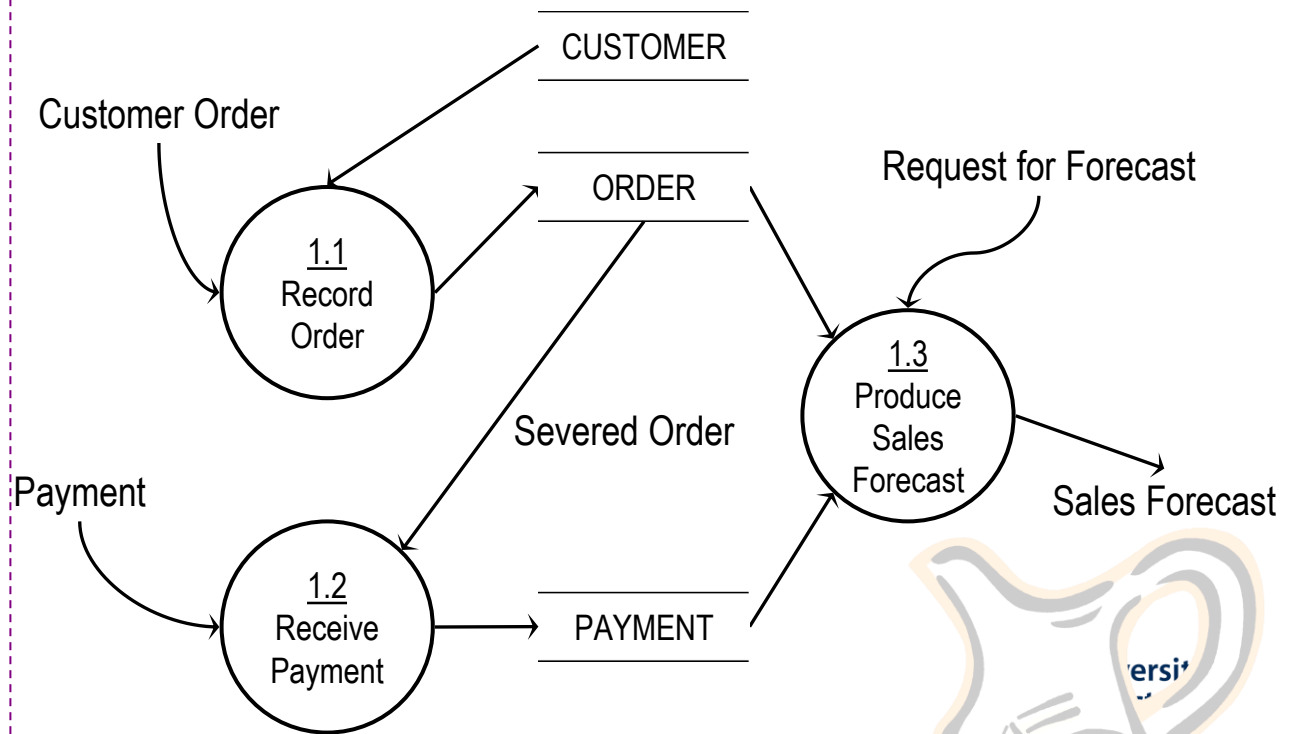 CUSTOMER
Customer Order
ORDER
Request for Forecast
1.1
Record
Order
1.3
Produce
Sales
Forecast
Severed Order
Payment
Sales Forecast
1.2
Receive
Payment
PAYMENT